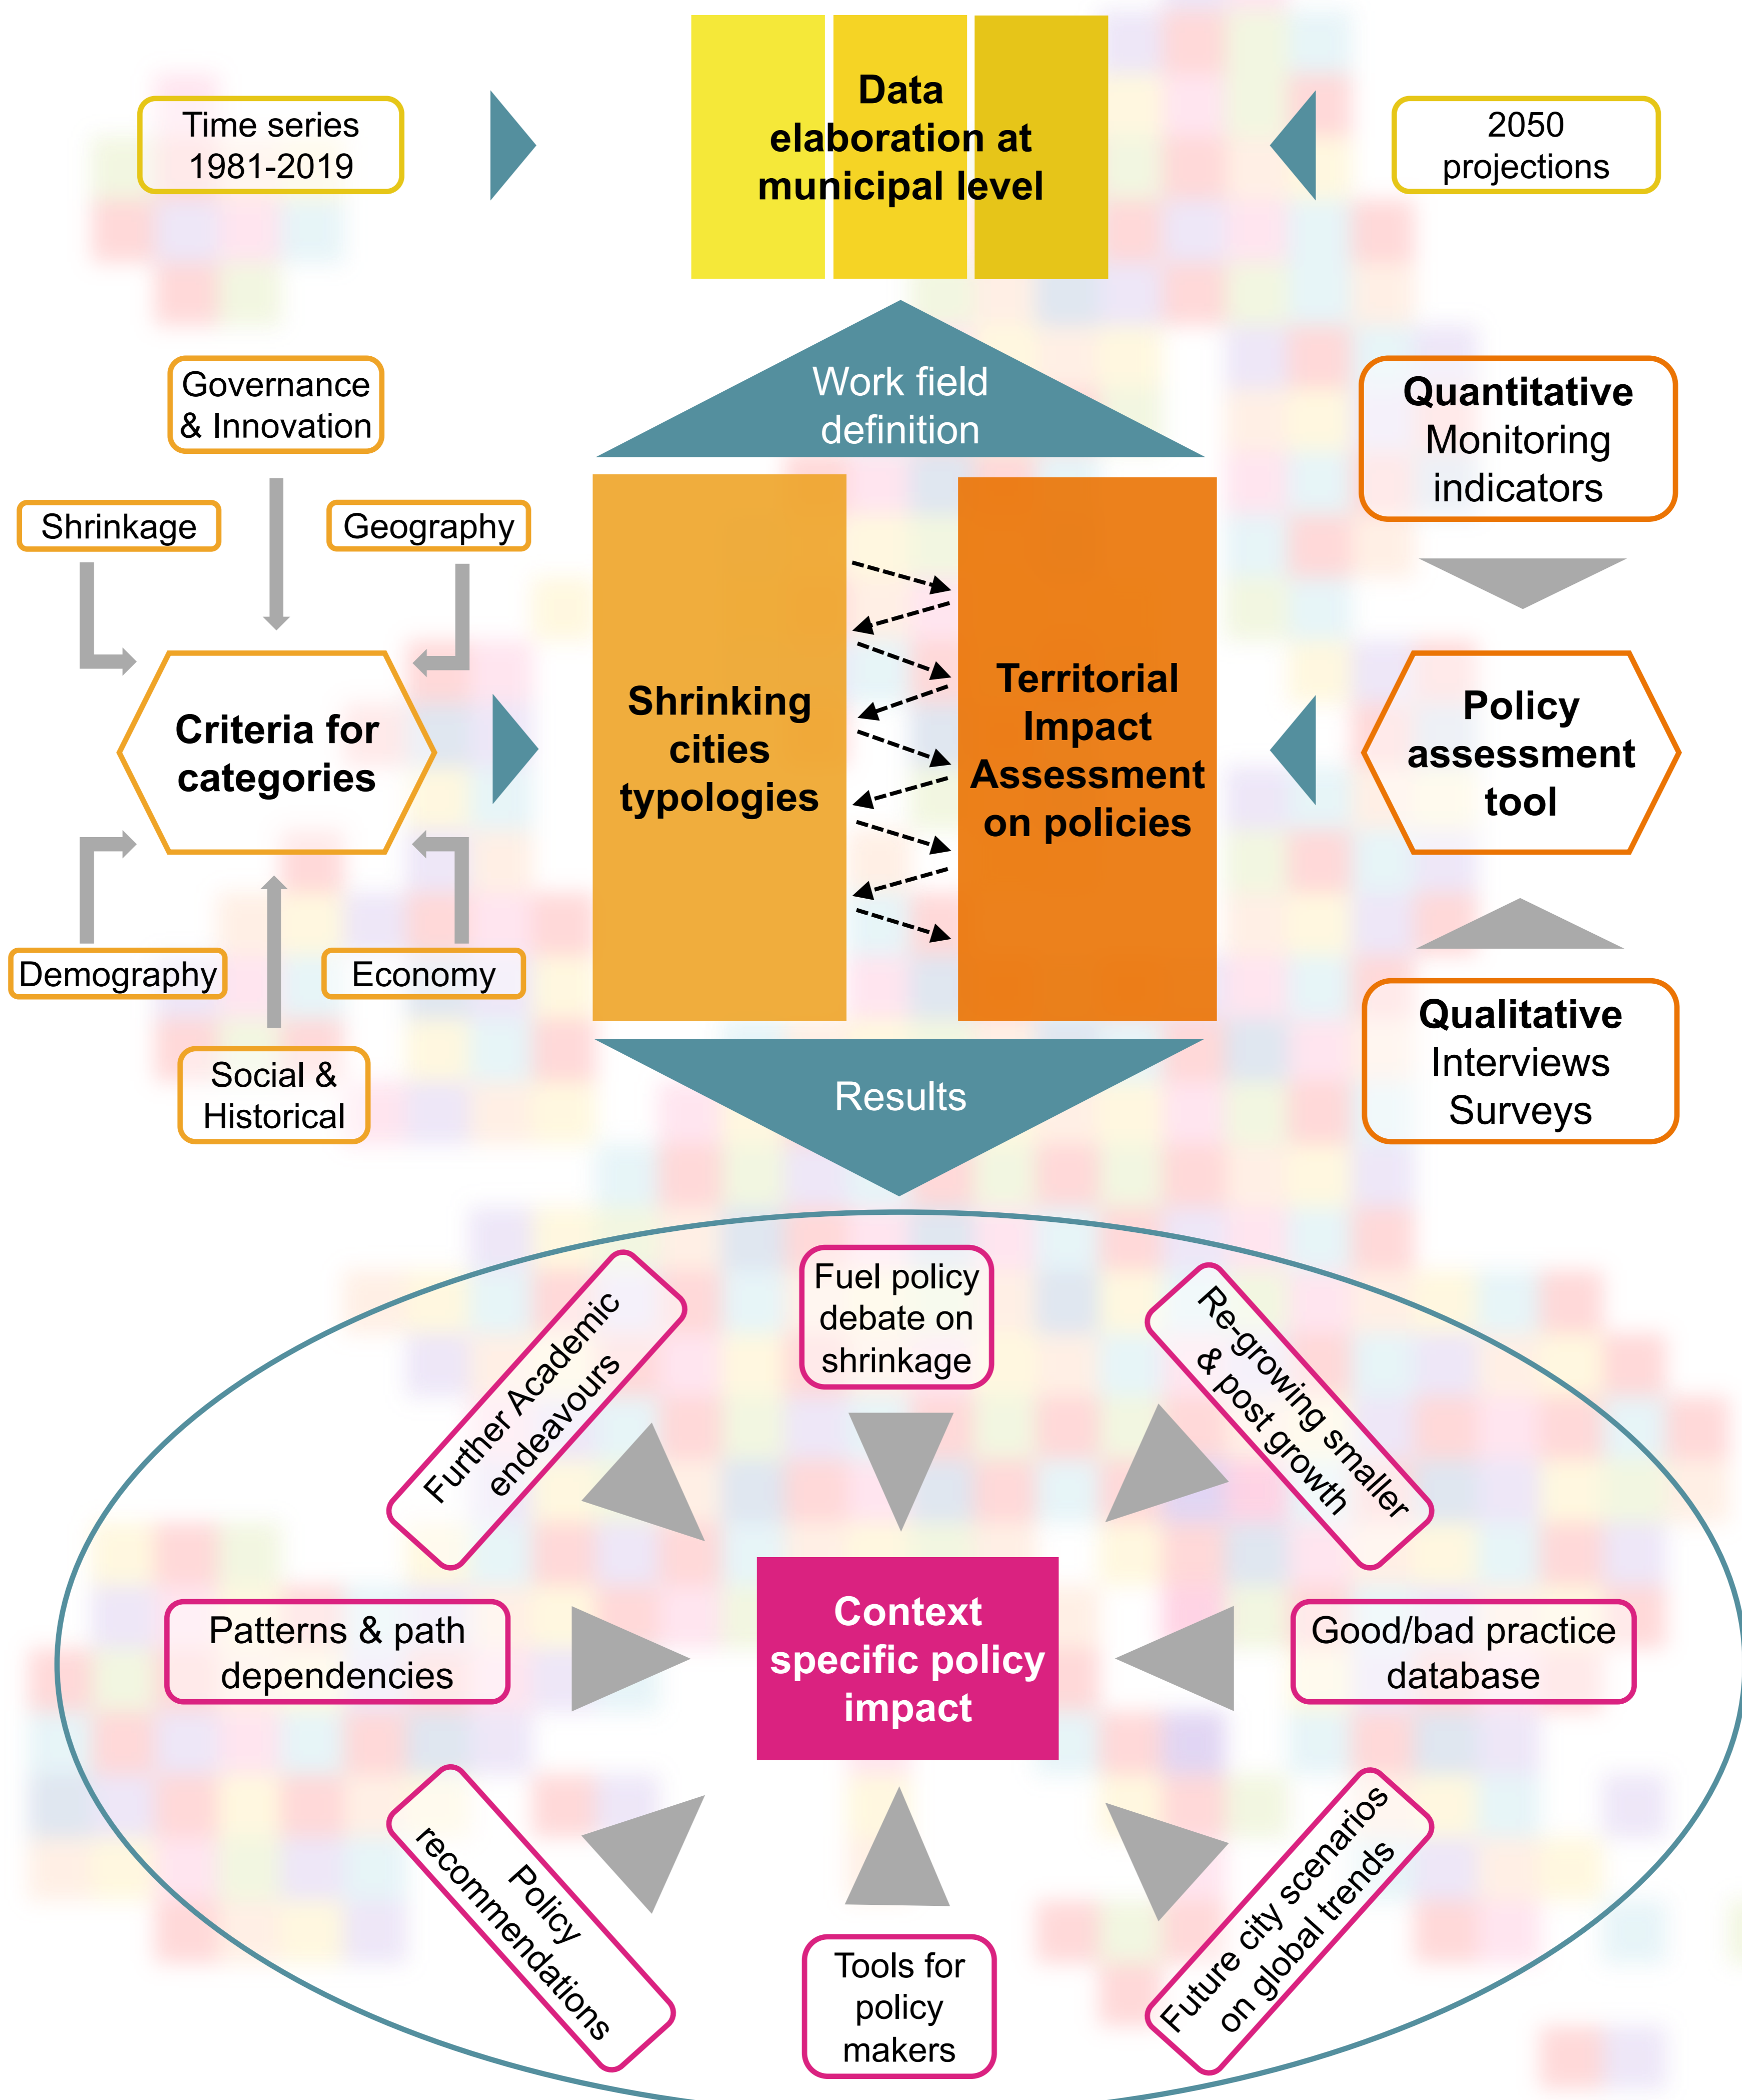 Time series
1981-2019
Data
elaboration at
municipal level
2050
projections
Work field
definition
Governance
& Innovation
Shrinkage
Geography
Criteria for
categories
Demography
Economy
Social &
Historical
Shrinking
cities
typologies
Territorial
Impact
Assessment
on policies
Quantitative
Monitoring
indicators
Policy
assessment
tool
Qualitative
Interviews
Surveys
Results
Further Academic
endeavours
Fuel policy
debate on
shrinkage
Re-growing smaller
& post growth
Patterns & path
dependencies
Context
specific policy
impact
Good/bad practice
database
Policy
recommendations
Tools for
policy
makers
Future city scenarios
on global trends